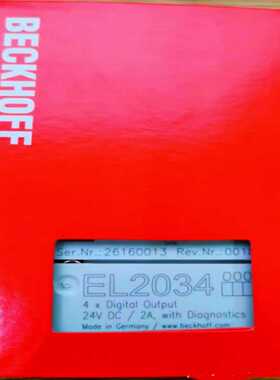 BECKHOFF
Ser.Nr.: 26160013 Rev.Nr.: 001
EL2034
4 x Digital Output
24V DC / 2A, with Diagnostics
Made in Germany / www.beckhoff.com